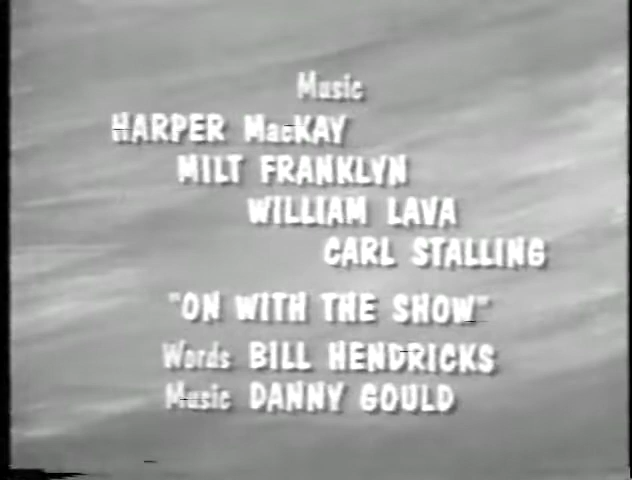 Music
HARPER MacKAY
MILT FRANKLYN
WILLIAM LAVA
CARL STALLING
"ON WITH THE SHOW"
Words BILL HENDRICKS
Music DANNY GOULD